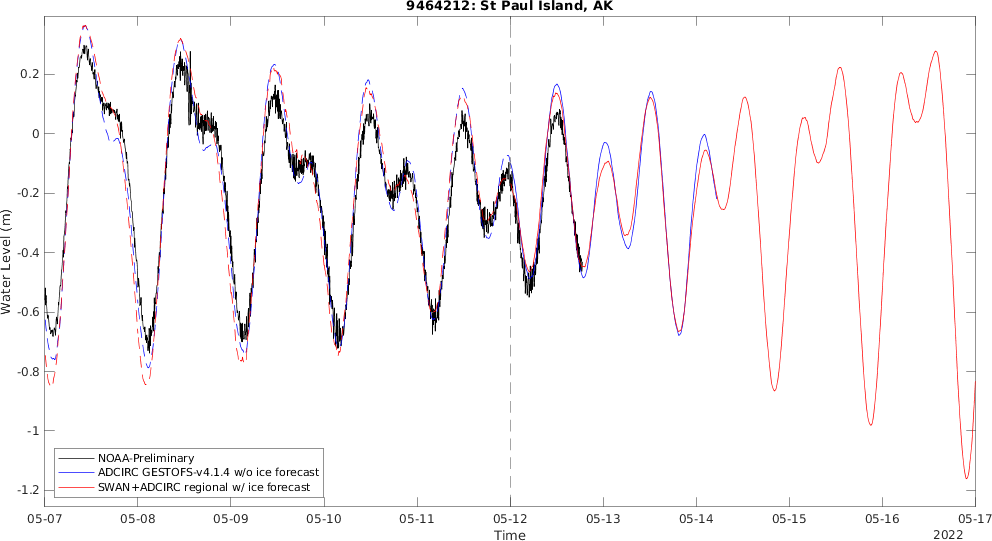 9464212: St Paul Island, AK
Water Level (m)
0.2
0
-0.2
-0.4
-0.6
-0.8
-1
-1.2
NOAA-Preliminary
ADCIRC GESTOFS-v4.1.4 w/o ice forecast
SWAN+ADCIRC regional w/ ice forecast
05-07 05-08 05-09 05-10 05-11 05-12 05-13 05-14 05-15 05-16 05-17
Time
2022